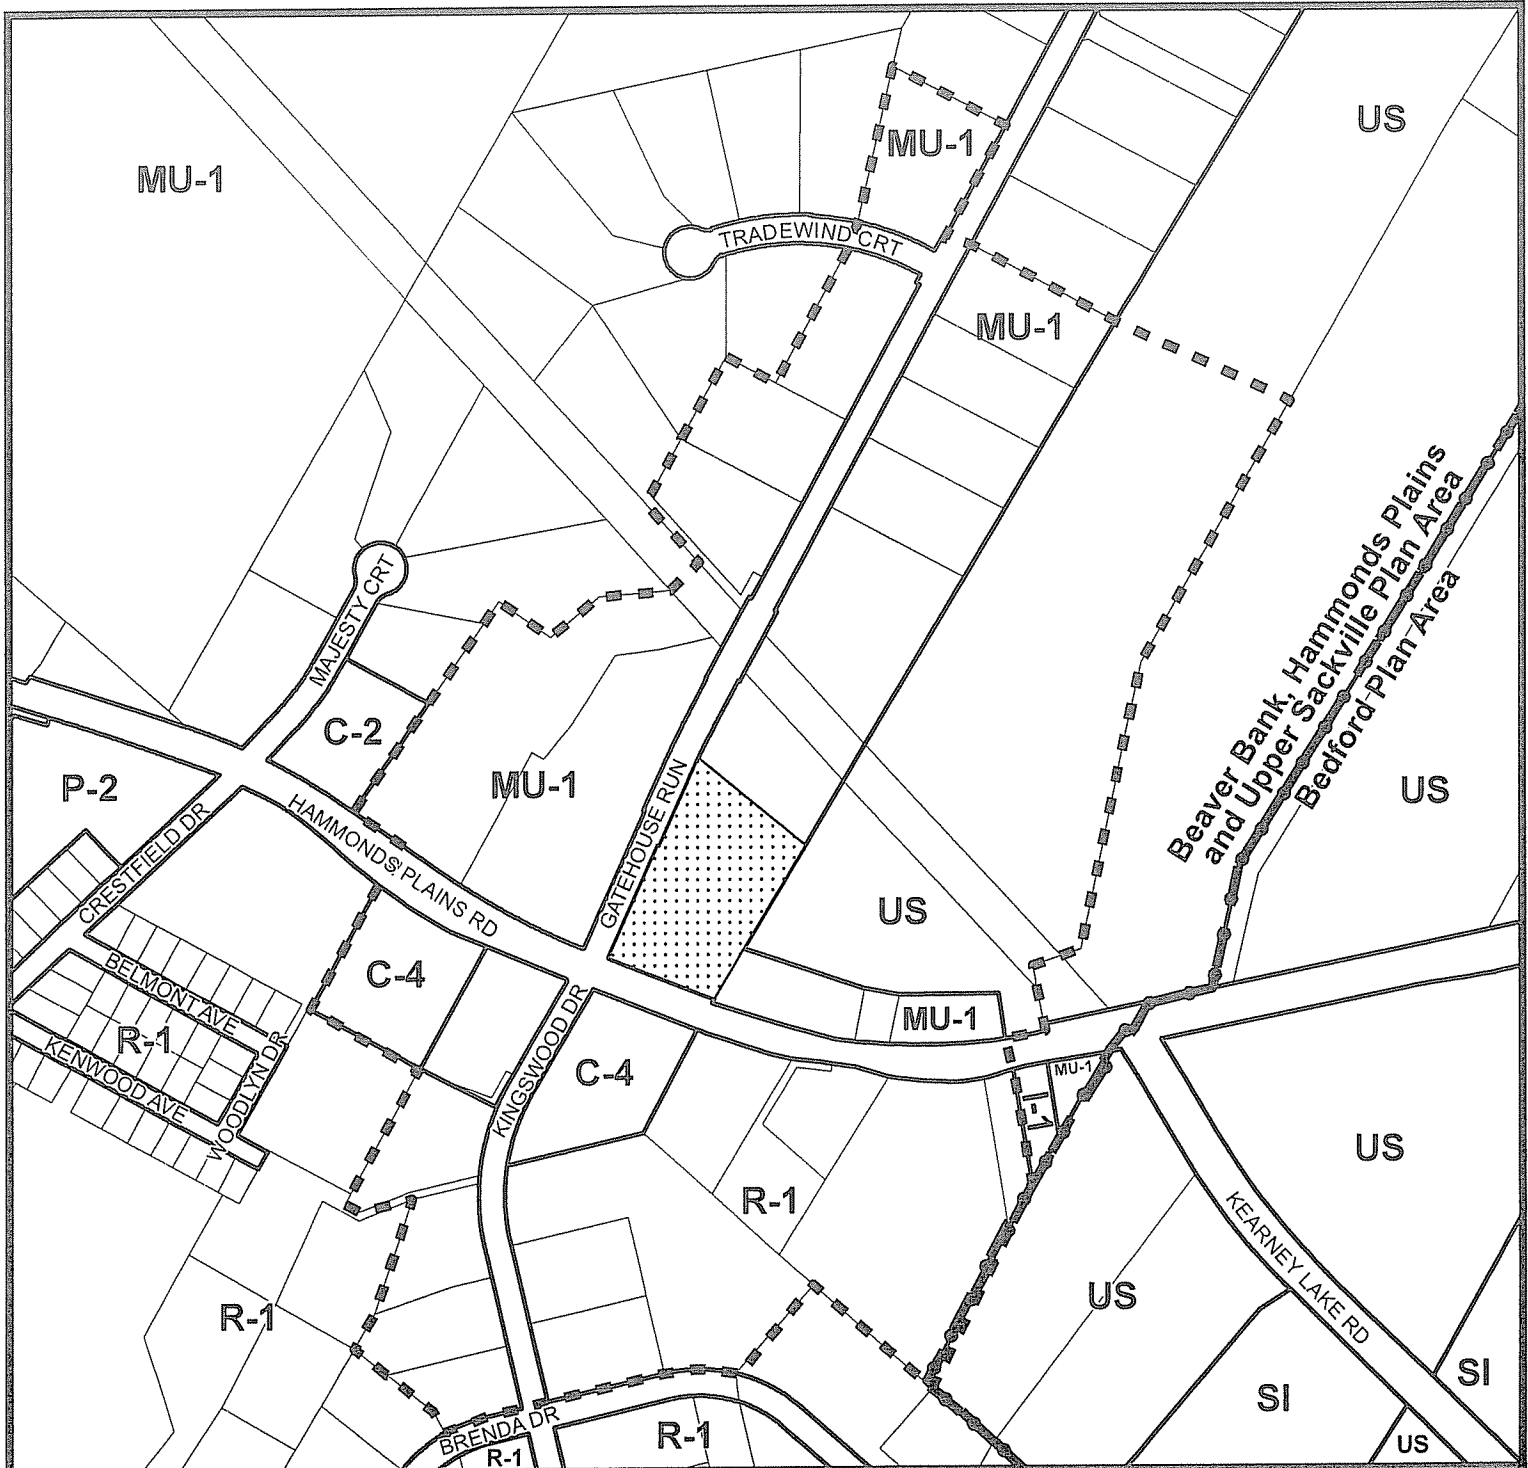 US
MU-1
MU-1
TRADEWIND CRT
MU-1
Beaver Bank, Hammonds Plains
and Upper Sackville Plan Area
Bedford Plan Area
MAJESTY CRT
C-2
P-2
MU-1
US
HAMMONDS PLAINS RD
CRESTFIELD DR
GATEHOUSE RUN
US
C-4
BELMONT AVE
MU-1
R-1
KENWOOD AVE
WOODLYN DR
KINGSWOOD DR
C-4
MU-1
I-1
US
R-1
KEARNEY LAKE RD
US
R-1
SI
SI
BRENDA DR
R-1
R-1
US